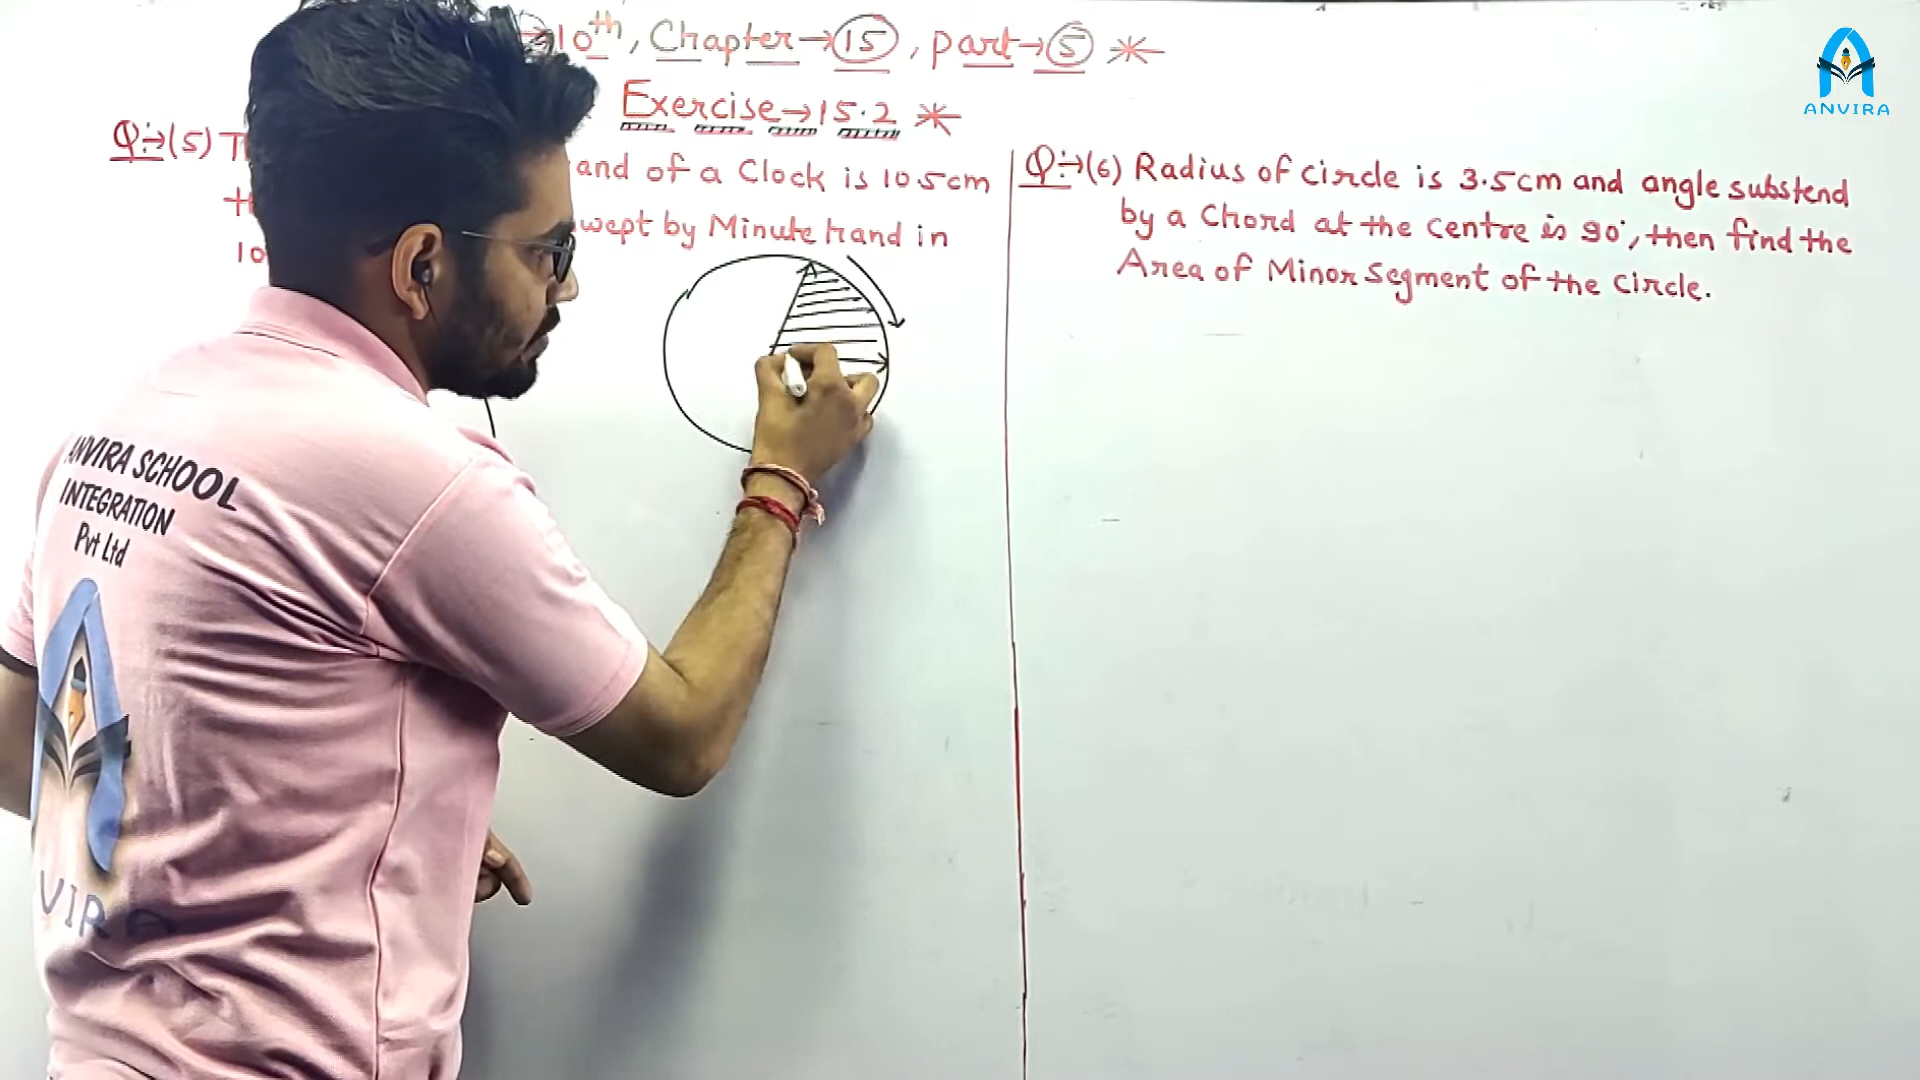 10th, Chapter→15, part→5 *
Exercise→15.2 *
Q:→(5) T
and of a Clock is 10.5cm
wept by Minute hand in
10
Q:→(6) Radius of circle is 3.5cm and angle substend
by a Chord at the centre is 90°, then find the
Area of Minor Segment of the circle.
ANVIRA
ANVIRA SCHOOL
INTEGRATION
Pvt Ltd
VIRA